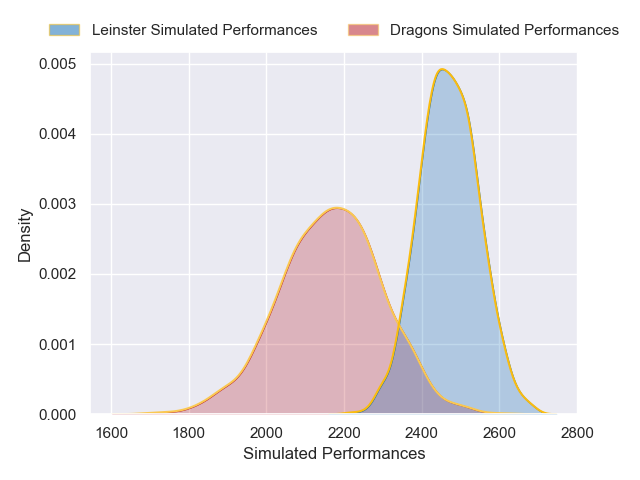 Leinster Simulated Performances Dragons Simulated Performances
0.005
0.004
0.003
0.002
0.001
0.000
Density
1600 1800 2000 2200 2400 2600 2800
Simulated Performances